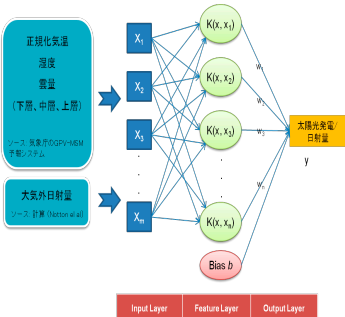 正規化気温
湿度
雲量
(下層、中層、上層)
ソース: 気象庁のGPV-MSM
予報システム
大気外日射量
ソース: 計算 (Notton et al)
X1
X2
X3
Xm
K(x, x1)
K(x, x2)
K(x, x3)
K(x, xn)
Bias b
w1
w2
w3
wn
太陽光発電/
日射量
y
Input Layer
Feature Layer
Output Layer